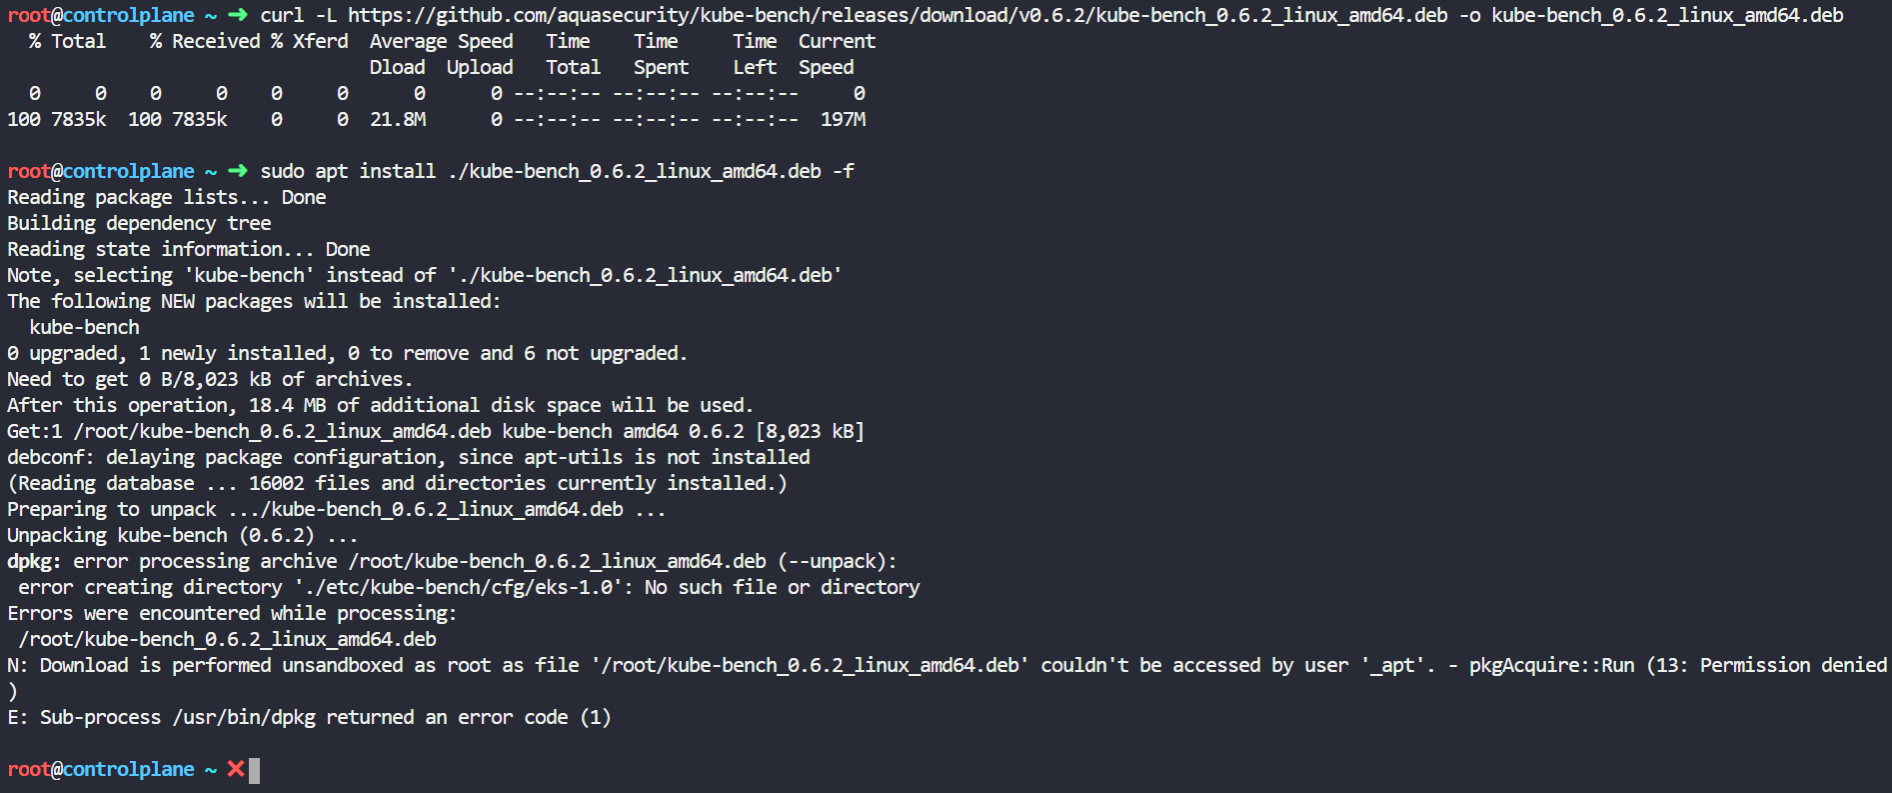 root@controlplane ~ ➜ curl -L https://github.com/aquasecurity/kube-bench/releases/download/v0.6.2/kube-bench_0.6.2_linux_amd64.deb -o kube-bench_0.6.2_linux_amd64.deb
  % Total    % Received % Xferd  Average Speed   Time    Time     Time  Current
                                 Dload  Upload   Total   Spent    Left  Speed
  0     0    0     0    0     0      0      0 --:--:-- --:--:-- --:--:--    0
100 7835k  100 7835k    0     0  21.8M      0 --:--:-- --:--:-- --:--:--  197M
root@controlplane ~ ➜ sudo apt install ./kube-bench_0.6.2_linux_amd64.deb -f
Reading package lists... Done
Building dependency tree
Reading state information... Done
Note, selecting 'kube-bench' instead of './kube-bench_0.6.2_linux_amd64.deb'
The following NEW packages will be installed:
  kube-bench
0 upgraded, 1 newly installed, 0 to remove and 6 not upgraded.
Need to get 0 B/8,023 kB of archives.
After this operation, 18.4 MB of additional disk space will be used.
Get:1 /root/kube-bench_0.6.2_linux_amd64.deb kube-bench amd64 0.6.2 [8,023 kB]
debconf: delaying package configuration, since apt-utils is not installed
(Reading database ... 16002 files and directories currently installed.)
Preparing to unpack .../kube-bench_0.6.2_linux_amd64.deb ...
Unpacking kube-bench (0.6.2) ...
dpkg: error processing archive /root/kube-bench_0.6.2_linux_amd64.deb (--unpack):
 error creating directory './etc/kube-bench/cfg/eks-1.0': No such file or directory
Errors were encountered while processing:
 /root/kube-bench_0.6.2_linux_amd64.deb
N: Download is performed unsandboxed as root as file '/root/kube-bench_0.6.2_linux_amd64.deb' couldn't be accessed by user '_apt'. - pkgAcquire::Run (13: Permission denied
)
E: Sub-process /usr/bin/dpkg returned an error code (1)
root@controlplane ~ ✖